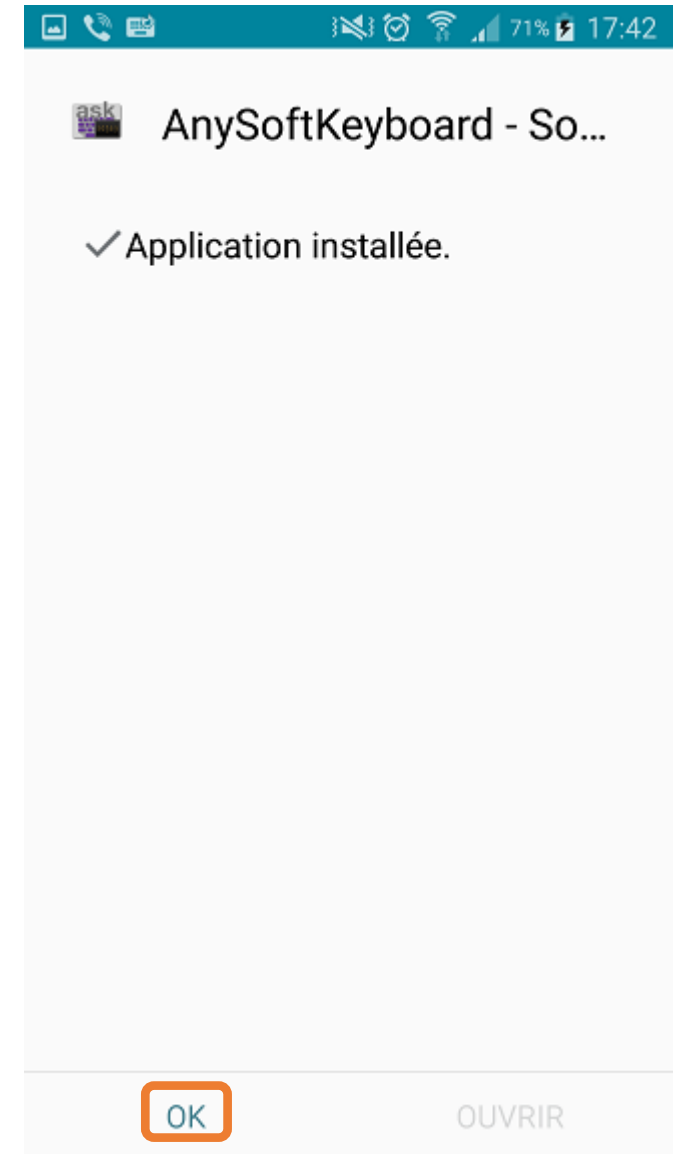 71% 17:42
ask
AnySoftKeyboard - So...
Application installée.
OK OUVRIR